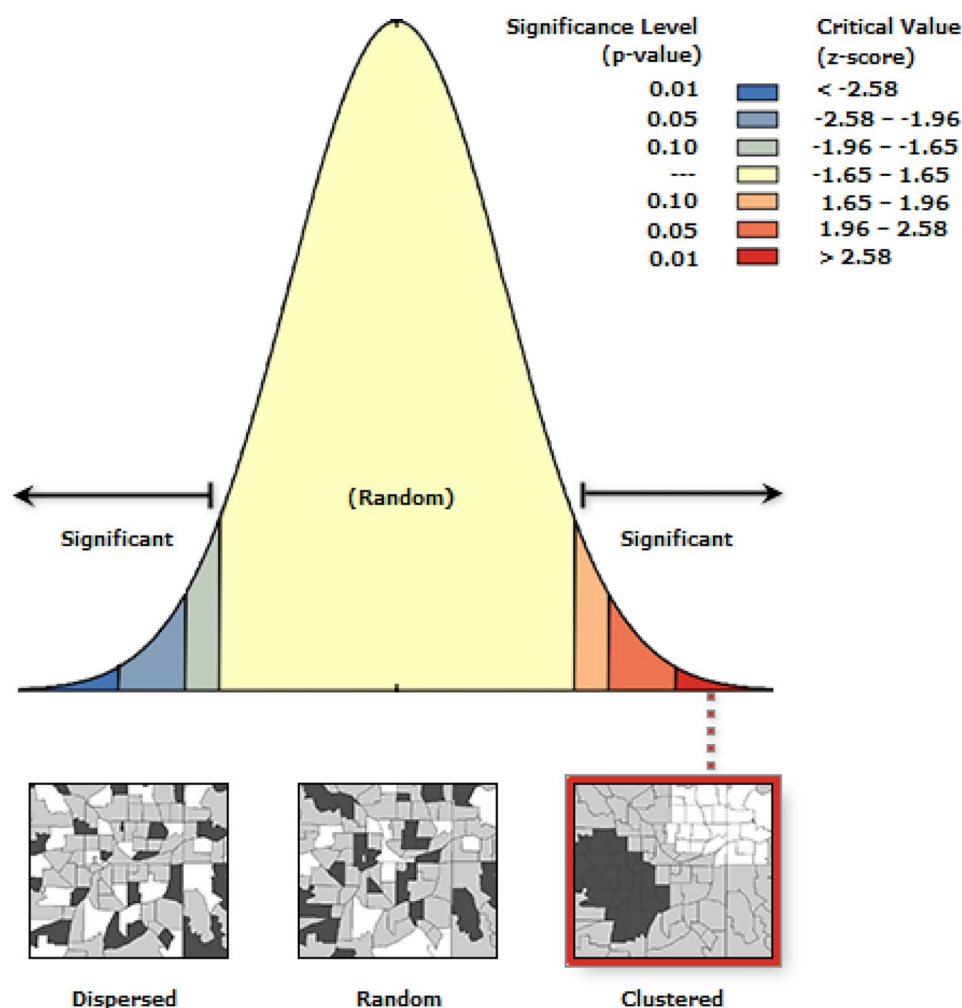 Significance Level Critical Value
(p-value) (z-score)
0.01 < -2.58
0.05 -2.58 – -1.96
0.10 -1.96 – -1.65
--- -1.65 – 1.65
0.10 1.65 – 1.96
0.05 1.96 – 2.58
0.01 > 2.58
(Random)
Significant Significant
Dispersed Random Clustered